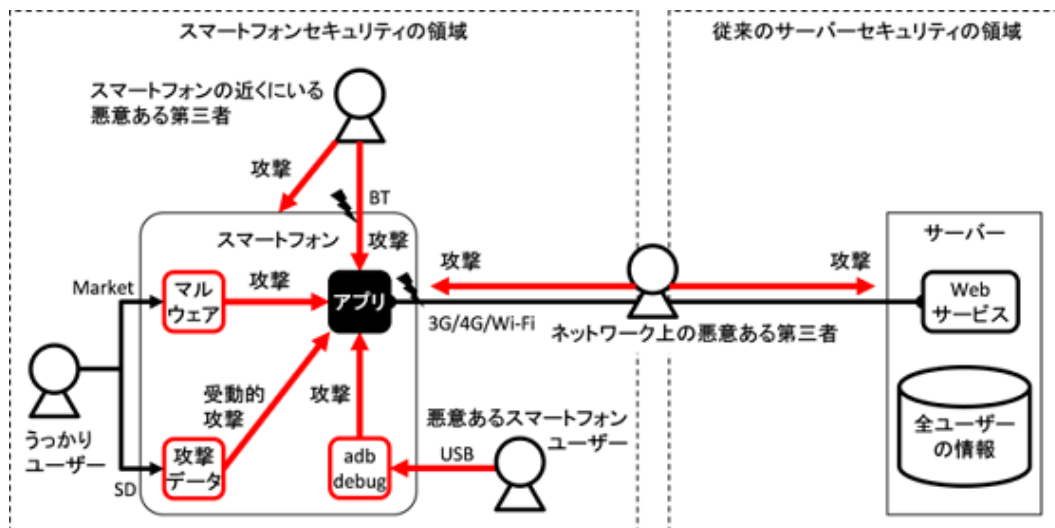 スマートフォンセキュリティの領域
従来のサーバーセキュリティの領域
スマートフォンの近くにいる
悪意ある第三者
攻撃
BT
スマートフォン
攻撃
サーバー
Market
マル
ウェア
攻撃
アプリ
攻撃
攻撃
Web
サービス
3G/4G/Wi-Fi
ネットワーク上の悪意ある第三者
受動的
攻撃
攻撃
うっかり
ユーザー
SD
攻撃
データ
adb
debug
悪意あるスマートフォン
ユーザー
USB
全ユーザー
の情報